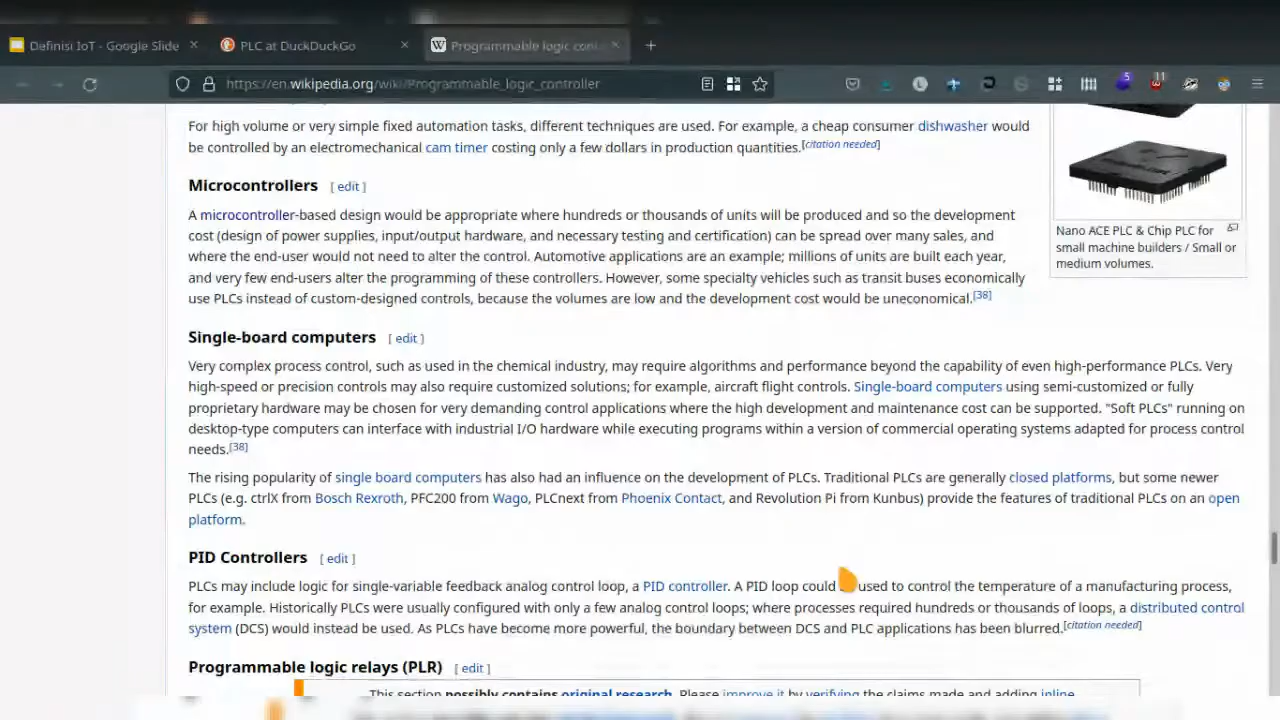 Definisi IoT - Google Slide
PLC at DuckDuckGo
Programmable logic cont
https://en.wikipedia.org/wiki/Programmable_logic_controller
5
11
For high volume or very simple fixed automation tasks, different techniques are used. For example, a cheap consumer dishwasher would
be controlled by an electromechanical cam timer costing only a few dollars in production quantities.[citation needed]
Microcontrollers [ edit ]
A microcontroller-based design would be appropriate where hundreds or thousands of units will be produced and so the development
cost (design of power supplies, input/output hardware, and necessary testing and certification) can be spread over many sales, and
where the end-user would not need to alter the control. Automotive applications are an example; millions of units are built each year,
and very few end-users alter the programming of these controllers. However, some specialty vehicles such as transit buses economically
use PLCs instead of custom-designed controls, because the volumes are low and the development cost would be uneconomical.[38]
Nano ACE PLC & Chip PLC for
small machine builders / Small or
medium volumes.
Single-board computers [ edit ]
Very complex process control, such as used in the chemical industry, may require algorithms and performance beyond the capability of even high-performance PLCs. Very
high-speed or precision controls may also require customized solutions; for example, aircraft flight controls. Single-board computers using semi-customized or fully
proprietary hardware may be chosen for very demanding control applications where the high development and maintenance cost can be supported. "Soft PLCs" running on
desktop-type computers can interface with industrial I/O hardware while executing programs within a version of commercial operating systems adapted for process control
needs.[38]
The rising popularity of single board computers has also had an influence on the development of PLCs. Traditional PLCs are generally closed platforms, but some newer
PLCs (e.g. ctrlX from Bosch Rexroth, PFC200 from Wago, PLCnext from Phoenix Contact, and Revolution Pi from Kunbus) provide the features of traditional PLCs on an open
platform.
PID Controllers [ edit ]
PLCs may include logic for single-variable feedback analog control loop, a PID controller. A PID loop could used to control the temperature of a manufacturing process,
for example. Historically PLCs were usually configured with only a few analog control loops; where processes required hundreds or thousands of loops, a distributed control
system (DCS) would instead be used. As PLCs have become more powerful, the boundary between DCS and PLC applications has been blurred.[citation needed]
Programmable logic relays (PLR) [ edit ]
This section possibly contains original research. Please improve it by verifying the claims made and adding inline